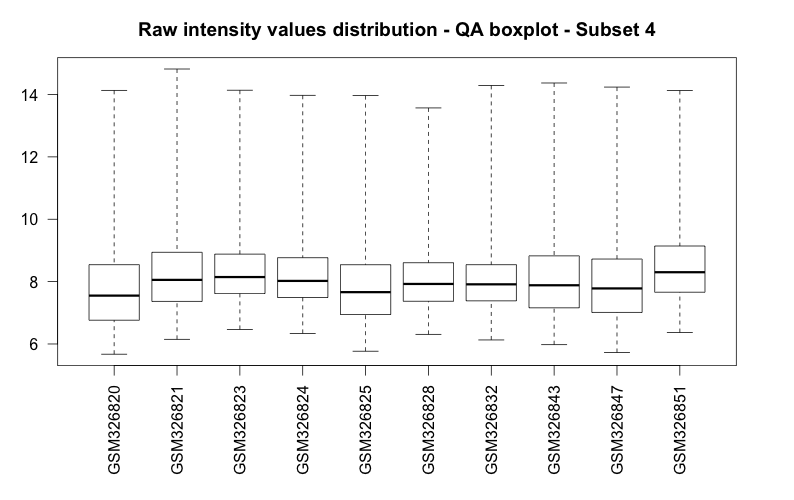 Raw intensity values distribution - QA boxplot - Subset 4
14
12
10
8
6
GSM326820
GSM326821
GSM326823
GSM326824
GSM326825
GSM326828
GSM326832
GSM326843
GSM326847
GSM326851